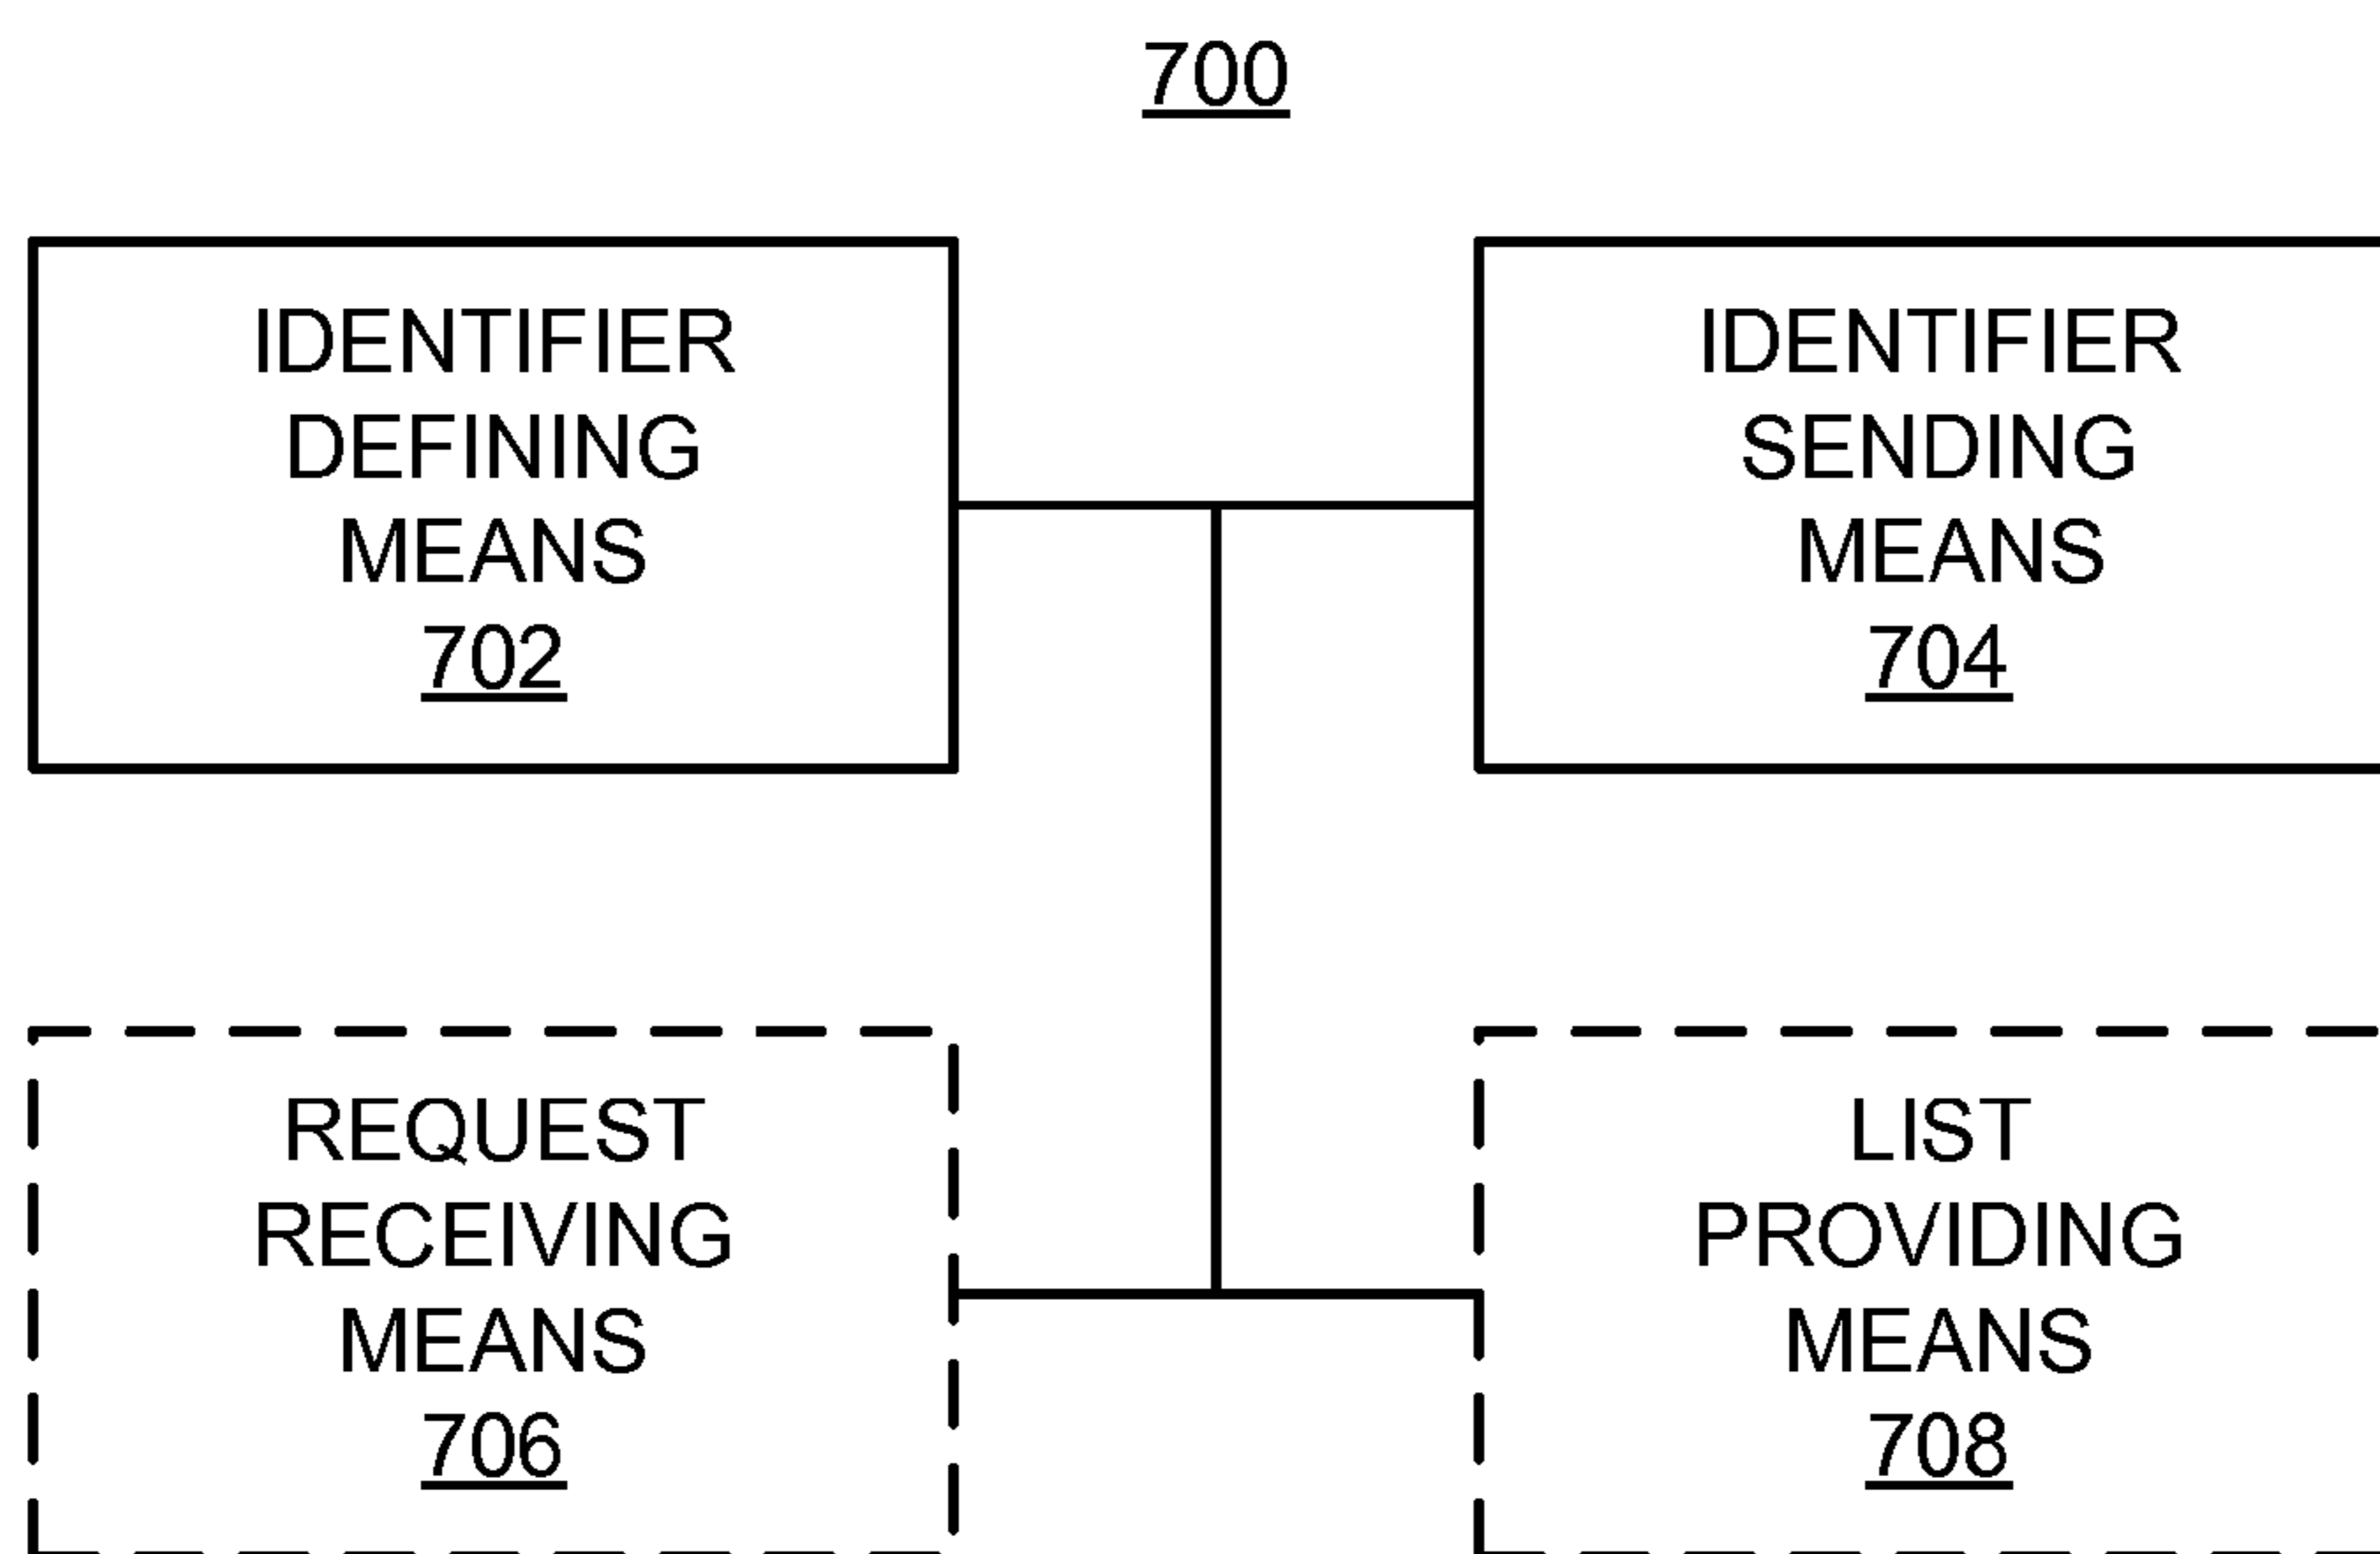 700
IDENTIFIER
DEFINING
MEANS
702
IDENTIFIER
SENDING
MEANS
704
REQUEST
RECEIVING
MEANS
706
LIST
PROVIDING
MEANS
708